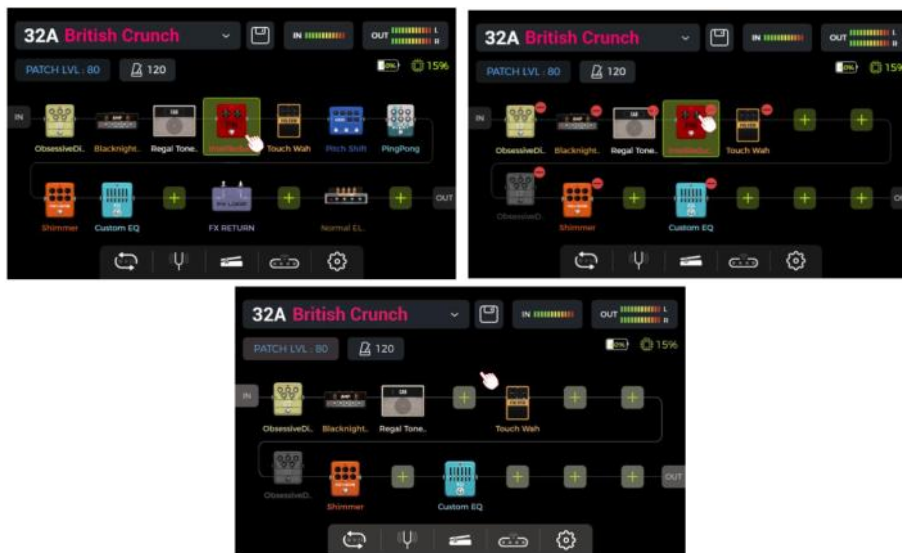 32A British Crunch
IN
OUT
L
R
PATCH LVL : 80
120
15%
IN
ObsessiveDi..
Blacknight..
Regal Tone..
Touch Wah
Pitch Shift
PingPong
Shimmer
Custom EQ
FX LOOP
FX RETURN
Normal EL..
OUT
32A British Crunch
IN
OUT
L
R
PATCH LVL : 80
120
15%
IN
ObsessiveDi..
Blacknight..
Regal Tone..
Touch Wah
ObsessiveD..
Shimmer
Custom EQ
32A British Crunch
IN
OUT
L
R
PATCH LVL : 80
120
15%
IN
ObsessiveDi..
Blacknight..
Regal Tone..
Touch Wah
ObsessiveD..
Shimmer
Custom EQ
OUT